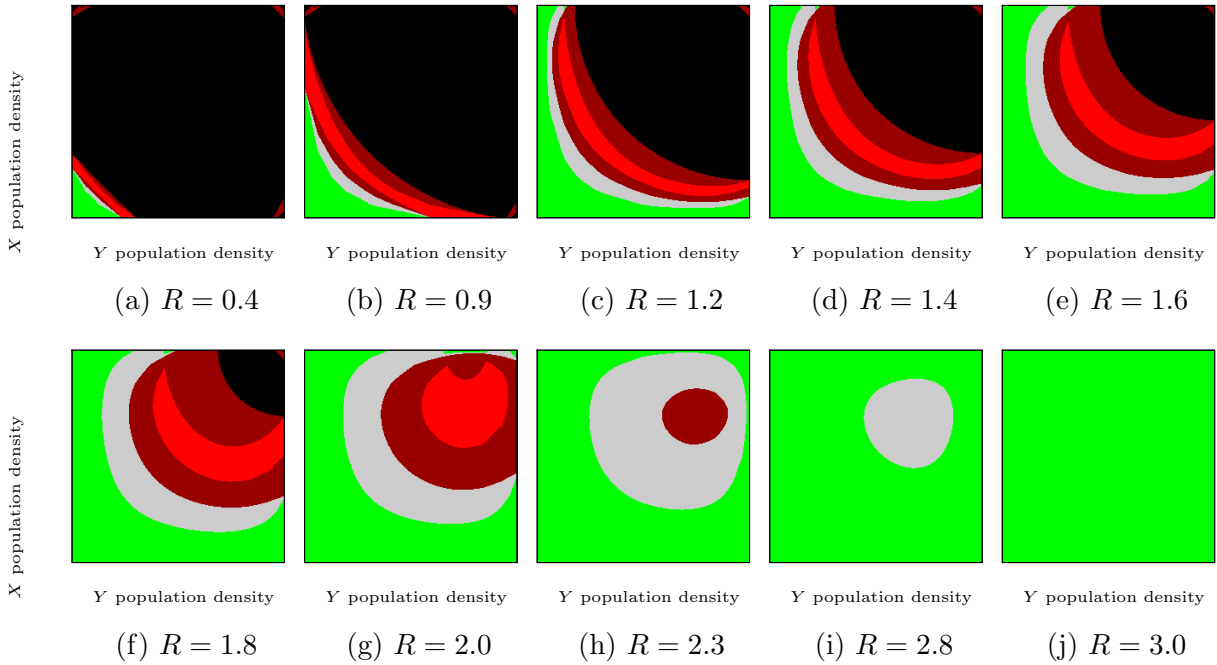 X population density
Y population density Y population density Y population density Y population density Y population density
(a) R = 0.4 (b) R = 0.9 (c) R = 1.2 (d) R = 1.4 (e) R = 1.6
X population density
Y population density Y population density Y population density Y population density Y population density
(f) R = 1.8 (g) R = 2.0 (h) R = 2.3 (i) R = 2.8 (j) R = 3.0